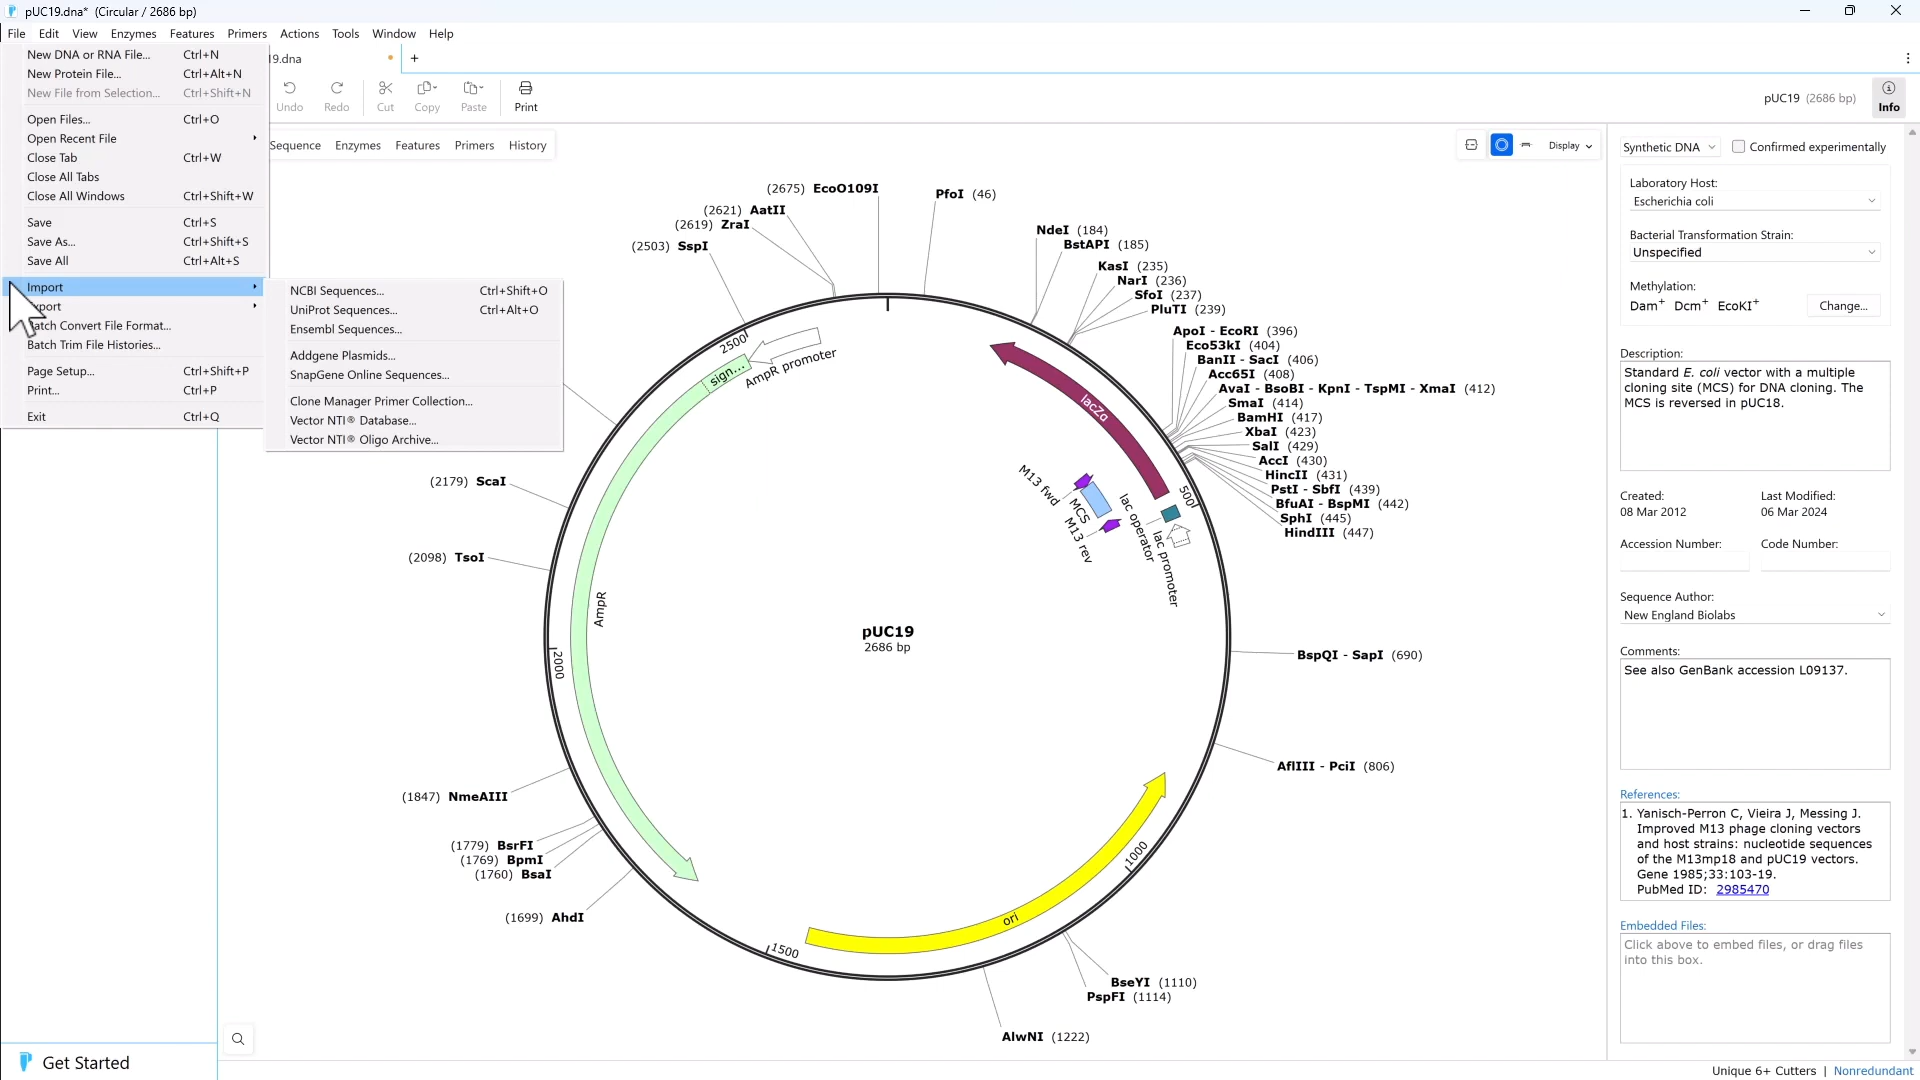 pUC19.dna* (Circular / 2686 bp)
File Edit View Enzymes Features Primers Actions Tools Window Help
New DNA or RNA File... Ctrl+N
New Protein File... Ctrl+Alt+N
New File from Selection... Ctrl+Shift+N
Open Files... Ctrl+O
Open Recent File
Close Tab Ctrl+W
Close All Tabs
Close All Windows Ctrl+Shift+W
Save Ctrl+S
Save As... Ctrl+Shift+S
Save All Ctrl+Alt+S
Import
xport
atch Convert File Format...
Batch Trim File Histories...
Page Setup... Ctrl+Shift+P
Print... Ctrl+P
Exit Ctrl+Q
NCBI Sequences... Ctrl+Shift+O
UniProt Sequences... Ctrl+Alt+O
Ensembl Sequences...
Addgene Plasmids...
SnapGene Online Sequences...
Clone Manager Primer Collection...
Vector NTI® Database...
Vector NTI® Oligo Archive...
19.dna +
Undo Redo Cut Copy Paste Print
pUC19 (2686 bp) Info
Sequence Enzymes Features Primers History
Display
(2675) EcoO109I
(2621) AatII
(2619) ZraI
(2503) SspI
PfoI (46)
NdeI (184)
BstAPI (185)
KasI (235)
NarI (236)
SfoI (237)
PluTI (239)
ApoI - EcoRI (396)
Eco53kI (404)
BanII - SacI (406)
Acc65I (408)
AvaI - BsoBI - KpnI - TspMI - XmaI (412)
SmaI (414)
BamHI (417)
XbaI (423)
SalI (429)
AccI (430)
HincII (431)
PstI - SbfI (439)
BfuAI - BspMI (442)
SphI (445)
HindIII (447)
BspQI - SapI (690)
AflIII - PciI (806)
BseYI (1110)
PspFI (1114)
AlwNI (1222)
(1699) AhdI
(1760) BsaI
(1769) BpmI
(1779) BsrFI
(1847) NmeAIII
(2098) TsoI
(2179) ScaI
500
1000
1500
2000
2500
sign...
AmpR promoter
AmpR
lacZα
M13 fwd
MCS
M13 rev
lac operator
lac promoter
ori
pUC19
2686 bp
Synthetic DNA Confirmed experimentally
Laboratory Host:
Escherichia coli
Bacterial Transformation Strain:
Unspecified
Methylation:
Dam+ Dcm+ EcoKI+ Change...
Description:
Standard E. coli vector with a multiple
cloning site (MCS) for DNA cloning. The
MCS is reversed in pUC18.
Created: Last Modified:
08 Mar 2012 06 Mar 2024
Accession Number: Code Number:
Sequence Author:
New England Biolabs
Comments:
See also GenBank accession L09137.
References:
1. Yanisch-Perron C, Vieira J, Messing J.
Improved M13 phage cloning vectors
and host strains: nucleotide sequences
of the M13mp18 and pUC19 vectors.
Gene 1985;33:103-19.
PubMed ID: 2985470
Embedded Files:
Click above to embed files, or drag files
into this box.
Get Started
Unique 6+ Cutters | Nonredundant